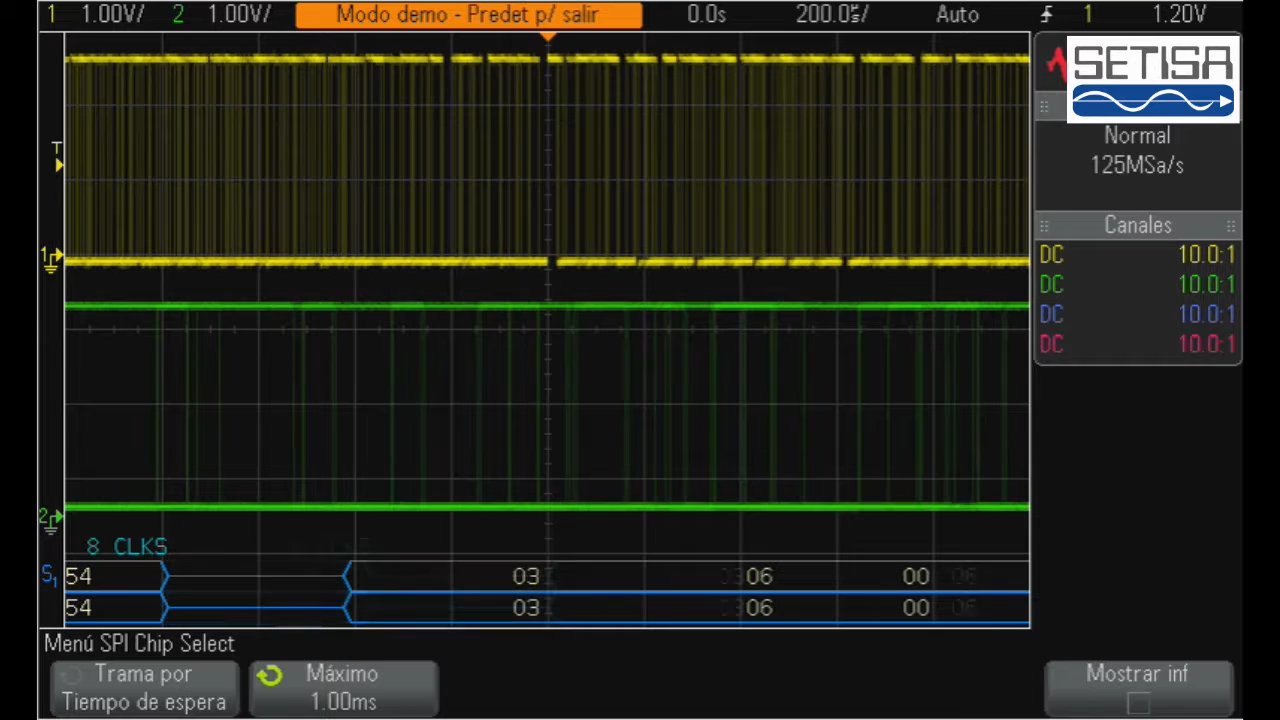 1 1.00V/ 2 1.00V/ Modo demo - Predet p/ salir 0.0s 200.0㎲/ Auto 1 1.20V
SETISA
Normal
125MSa/s
Canales
DC 10.0:1
DC 10.0:1
DC 10.0:1
DC 10.0:1
T
1
2
8 CLKS
S1 54 03 06 00 06
54 03 06 00 06
Menú SPI Chip Select
Trama por
Tiempo de espera
Máximo
1.00ms
Mostrar inf